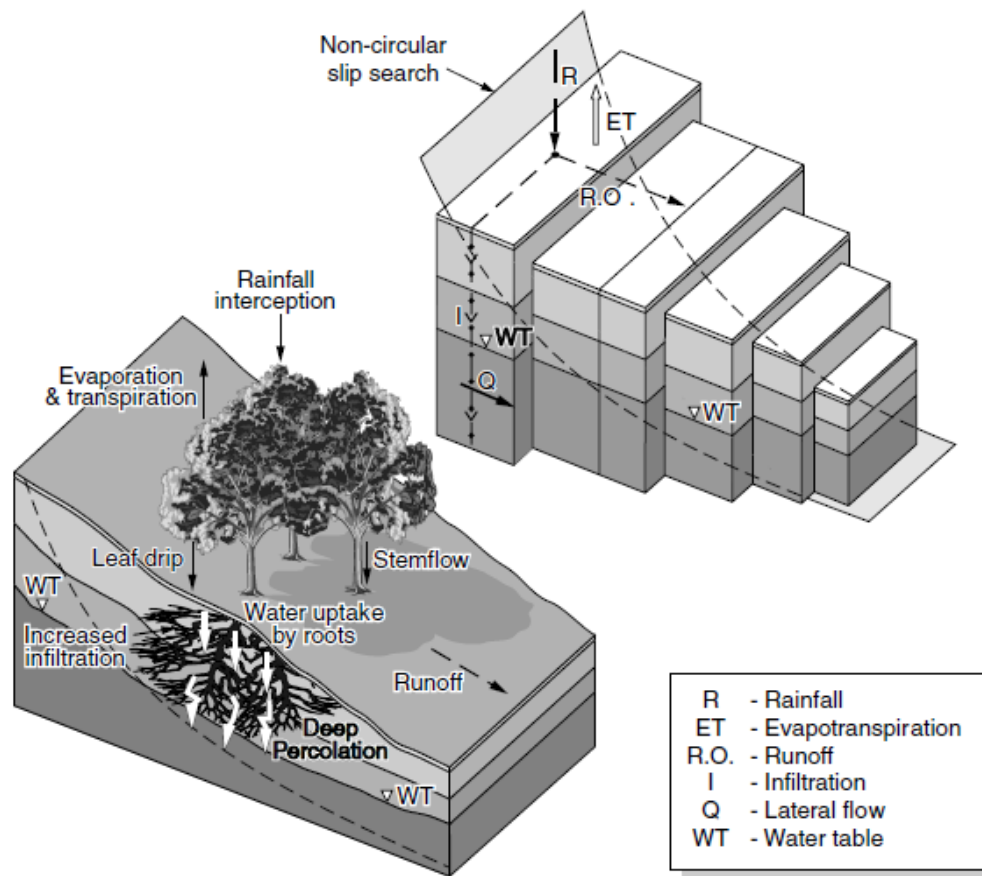 Non-circular
slip search
R
ET
R.O .
I
WT
Q
WT
Rainfall
interception
Evaporation
& transpiration
Leaf drip
Stemflow
WT
Water uptake
by roots
Increased
infiltration
Runoff
Deep
Percolation
WT
R - Rainfall
ET - Evapotranspiration
R.O. - Runoff
I - Infiltration
Q - Lateral flow
WT - Water table